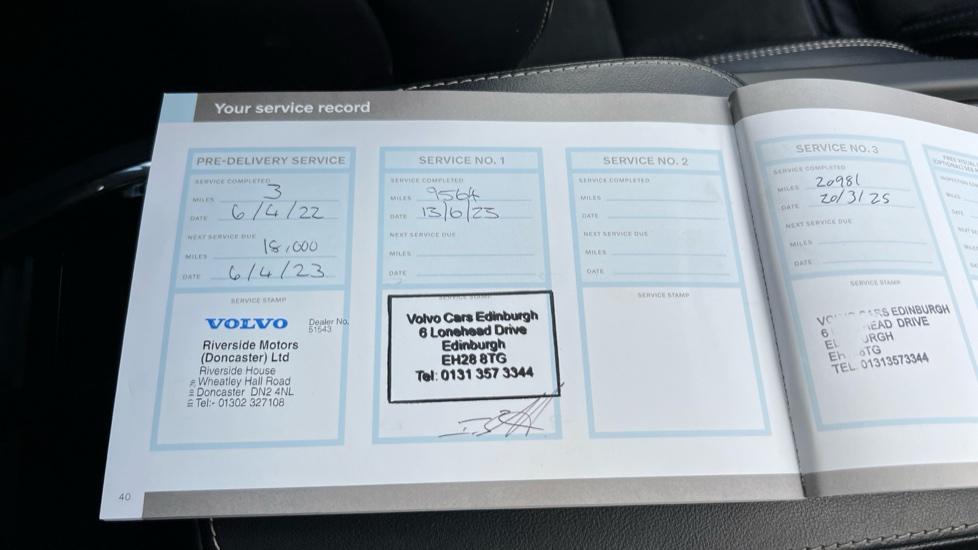 Your service record
PRE-DELIVERY SERVICE
SERVICE COMPLETED
MILES 3
DATE 6/4/22
NEXT SERVICE DUE
MILES 18,000
DATE 6/4/23
SERVICE STAMP
VOLVO Dealer No.
51543
Riverside Motors
(Doncaster) Ltd
Riverside House
Wheatley Hall Road
Doncaster DN2 4NL
Tel:- 01302 327108
SERVICE NO. 1
SERVICE COMPLETED
MILES 9564
DATE 13/6/23
NEXT SERVICE DUE
MILES
DATE
SERVICE STAMP
Volvo Cars Edinburgh
6 Lonehead Drive
Edinburgh
EH28 8TG
Tel: 0131 357 3344
SERVICE NO. 2
SERVICE COMPLETED
MILES
DATE
NEXT SERVICE DUE
MILES
DATE
SERVICE STAMP
SERVICE NO. 3
SERVICE COMPLETED
MILES 20981
DATE 20/3/25
NEXT SERVICE DUE
MILES
DATE
SERVICE STAMP
EDINBURGH
6 DRIVE
TEL. 01313573344
40